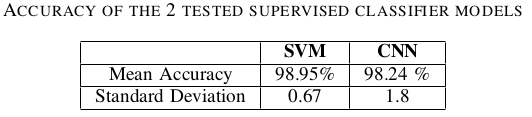 ACCURACY OF THE 2 TESTED SUPERVISED CLASSIFIER MODELS
SVM CNN
Mean Accuracy 98.95% 98.24 %
Standard Deviation 0.67 1.8